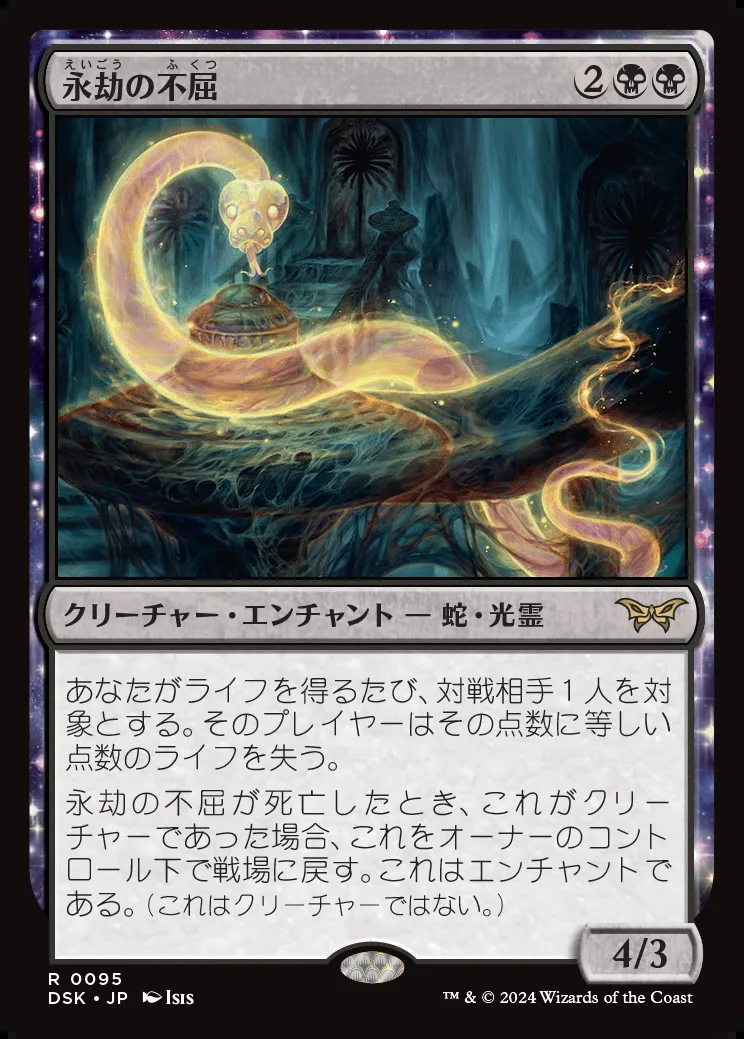 えいごう ふくつ
永劫の不屈 2
クリーチャー・エンチャント — 蛇・光霊
あなたがライフを得るたび、対戦相手1人を対
象とする。そのプレイヤーはその点数に等しい
点数のライフを失う。
永劫の不屈が死亡したとき、これがクリー
チャーであった場合、これをオーナーのコント
ロール下で戦場に戻す。これはエンチャントで
ある。（これはクリーチャーではない。）
4/3
R 0095
DSK • JP Isis
™ & © 2024 Wizards of the Coast